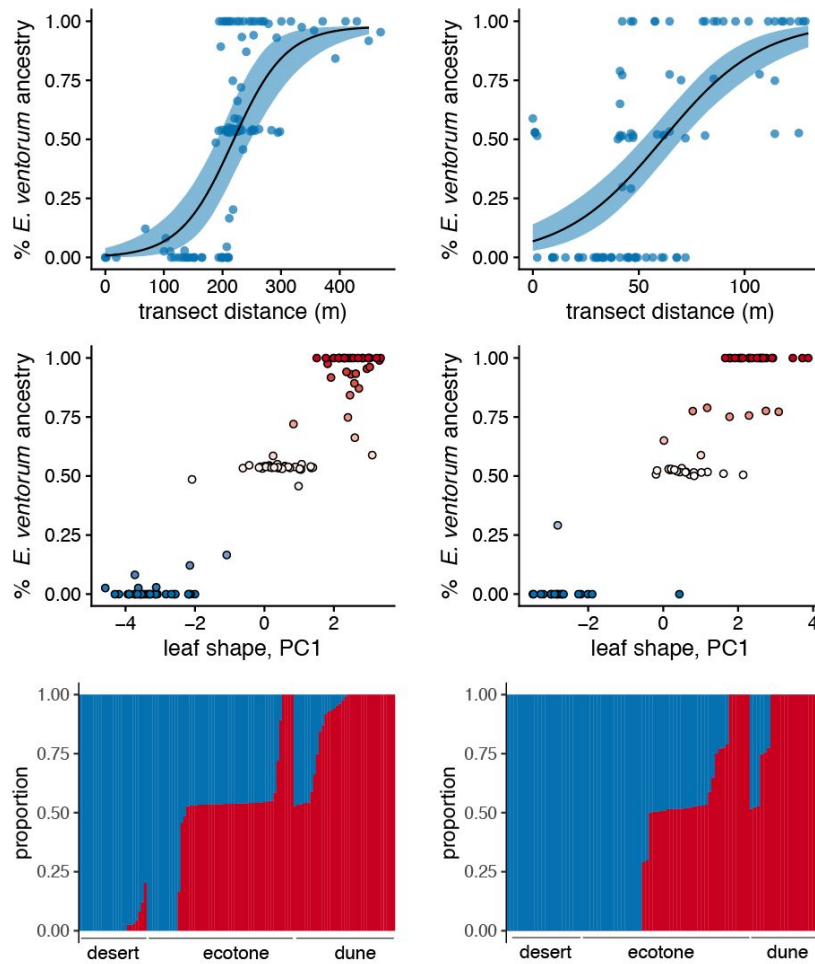 % E. ventorum ancestry
1.00
0.75
0.50
0.25
0.00
0 100 200 300 400
transect distance (m)
% E. ventorum ancestry
1.00
0.75
0.50
0.25
0.00
0 50 100
transect distance (m)
% E. ventorum ancestry
1.00
0.75
0.50
0.25
0.00
−4 −2 0 2
leaf shape, PC1
% E. ventorum ancestry
1.00
0.75
0.50
0.25
0.00
−2 0 2 4
leaf shape, PC1
proportion
1.00
0.75
0.50
0.25
0.00
desert ecotone dune
proportion
1.00
0.75
0.50
0.25
0.00
desert ecotone dune